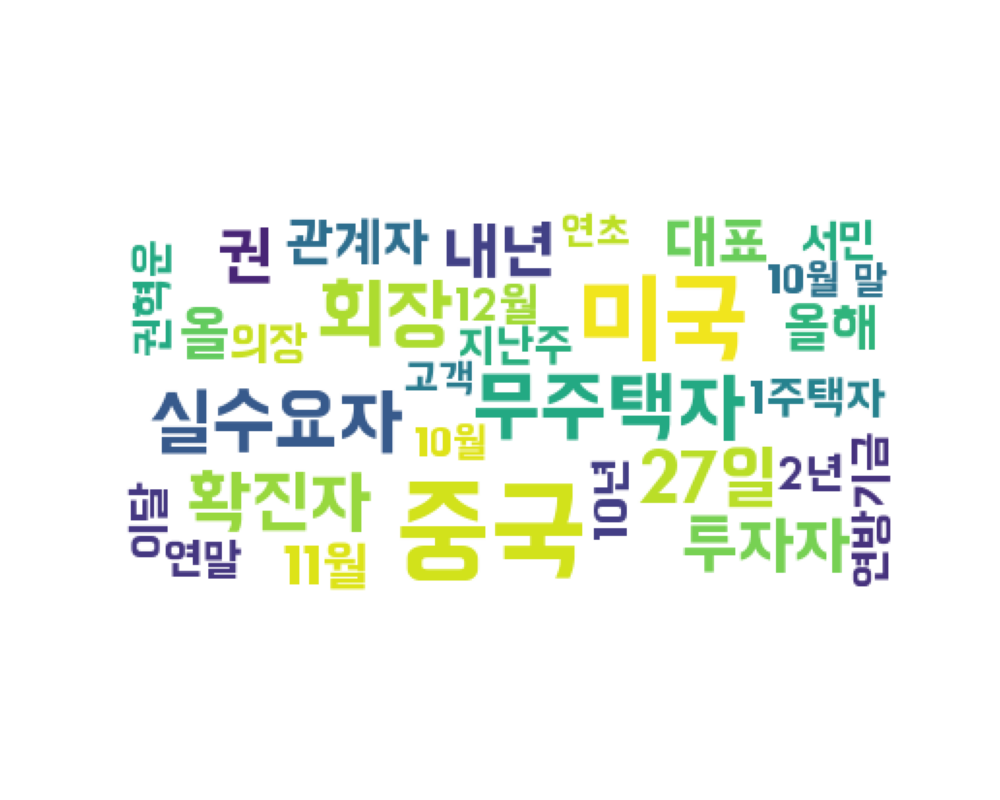 권혁운
권
관계자
내년
연초
대표
서민
10월 말
올
의장
회장
12월
지난주
미국
올해
실수요자
고객
무주택자
1주택자
10월
이달
확진자
연말
11월
중국
10년
27일
2년
투자자
연방기금